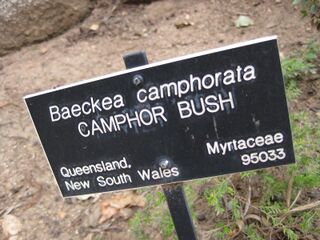 Baeckea camphorata
CAMPHOR BUSH
Myrtaceae
95033
Queensland,
New South Wales